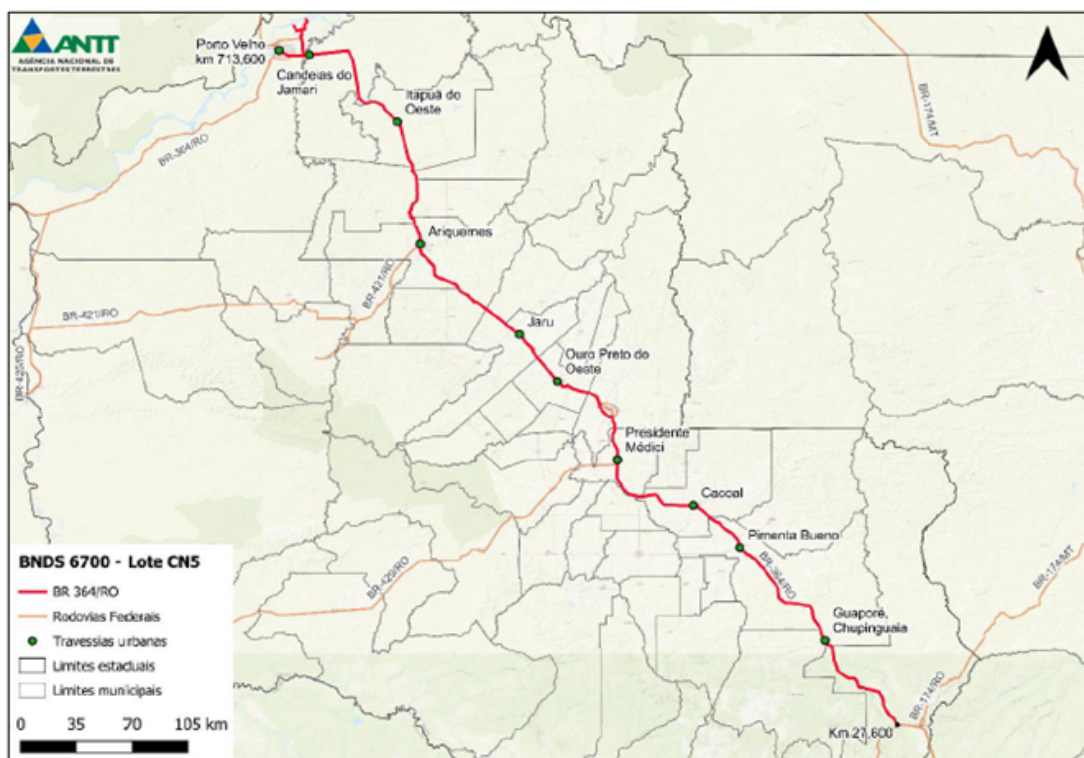 ANTT
AGÊNCIA NACIONAL DE
TRANSPORTES TERRESTRES
Porto Velho
km 713,600
Candeias do
Jamari
Itapuã do
Oeste
BR-174/MT
BR-364/RO
Ariquemes
BR-421/RO
BR-421/RO
Jaru
BR-425/RO
Ouro Preto do
Oeste
Presidente
Médici
Cacoal
Pimenta Bueno
BR-364/RO
BR-429/RO
BR-174/MT
Guaporé,
Chupinguaia
BR-174/RO
Km 27,600
BNDS 6700 - Lote CN5
BR 364/RO
Rodovias Federais
Travessias urbanas
Limites estaduais
Limites municipais
0 35 70 105 km